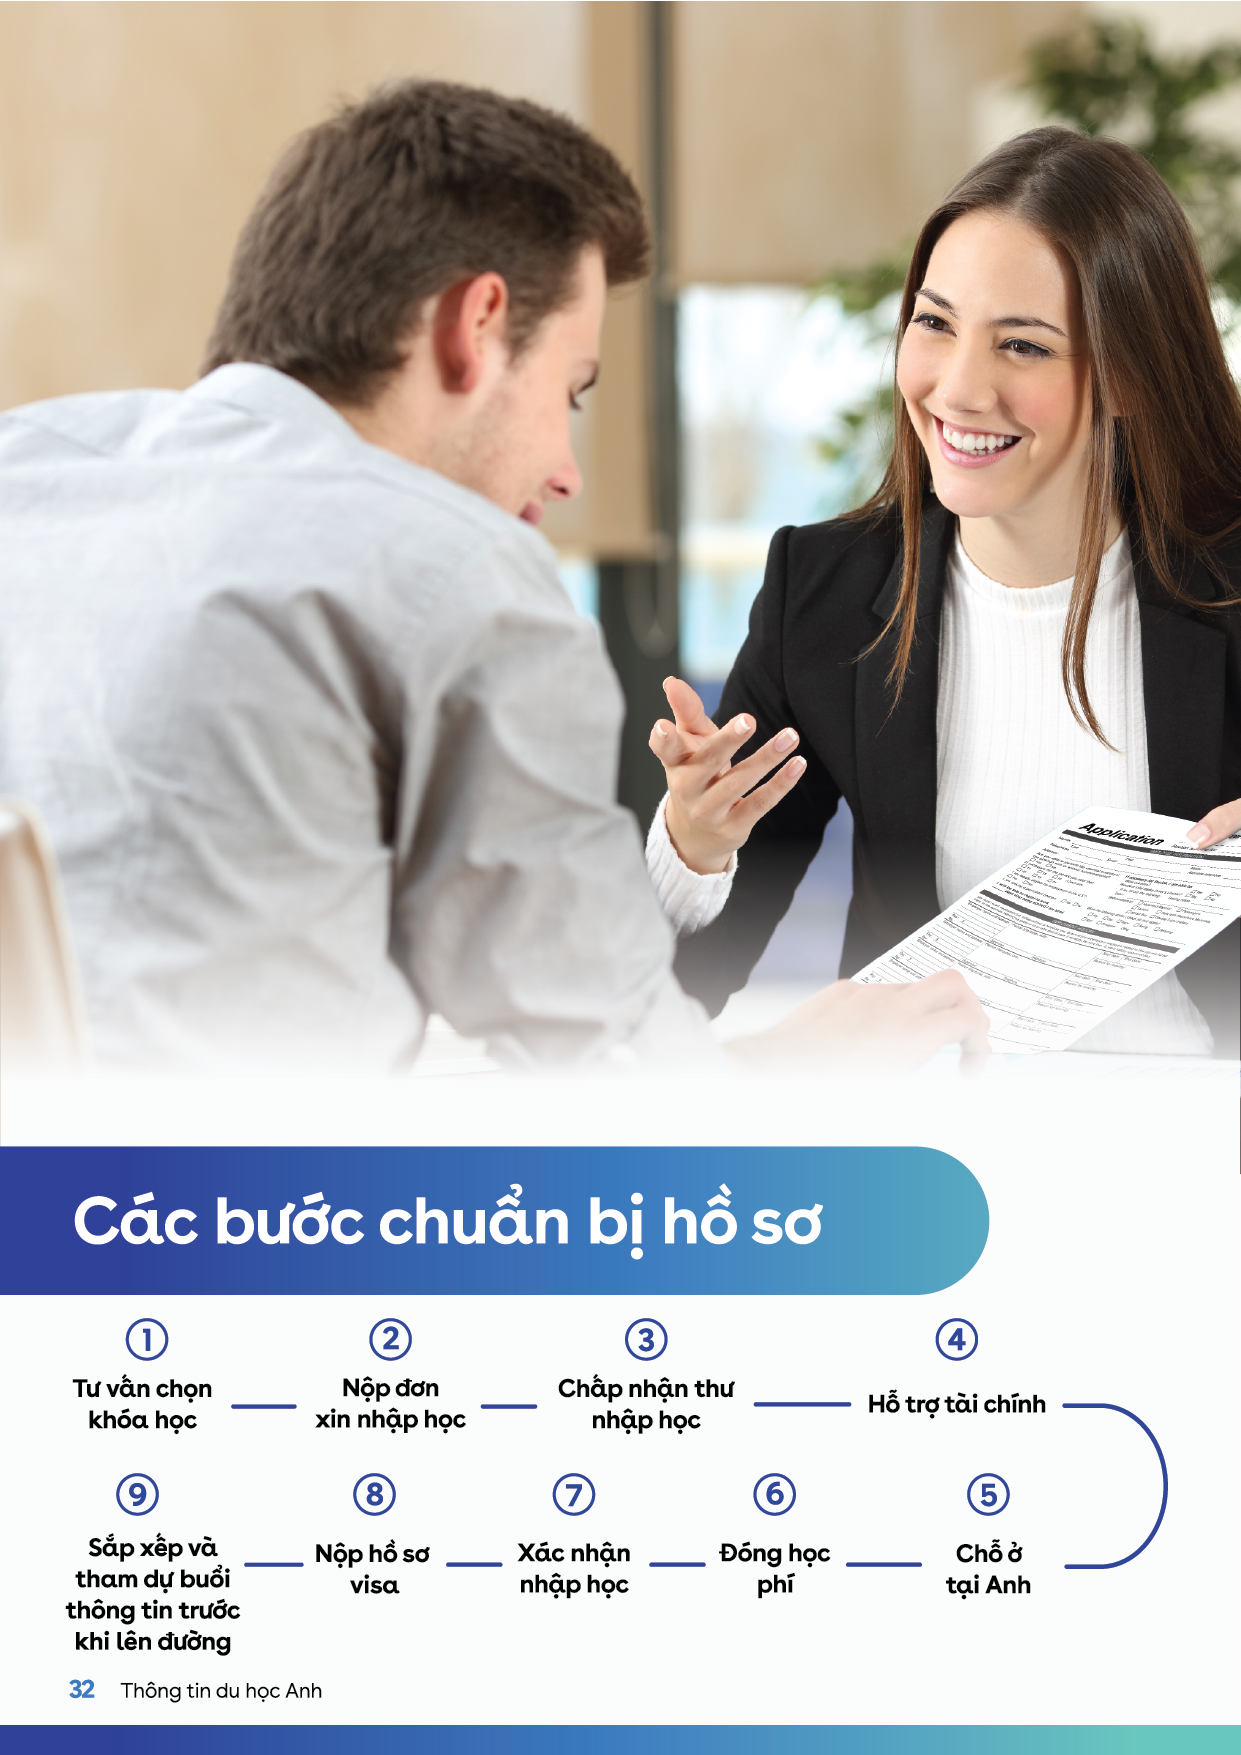 Application
Các bước chuẩn bị hồ sơ
1
Tư vấn chọn
khóa học
2
Nộp đơn
xin nhập học
3
Chấp nhận thư
nhập học
4
Hỗ trợ tài chính
5
Chỗ ở
tại Anh
6
Đóng học
phí
7
Xác nhận
nhập học
8
Nộp hồ sơ
visa
9
Sắp xếp và
tham dự buổi
thông tin trước
khi lên đường
32 Thông tin du học Anh